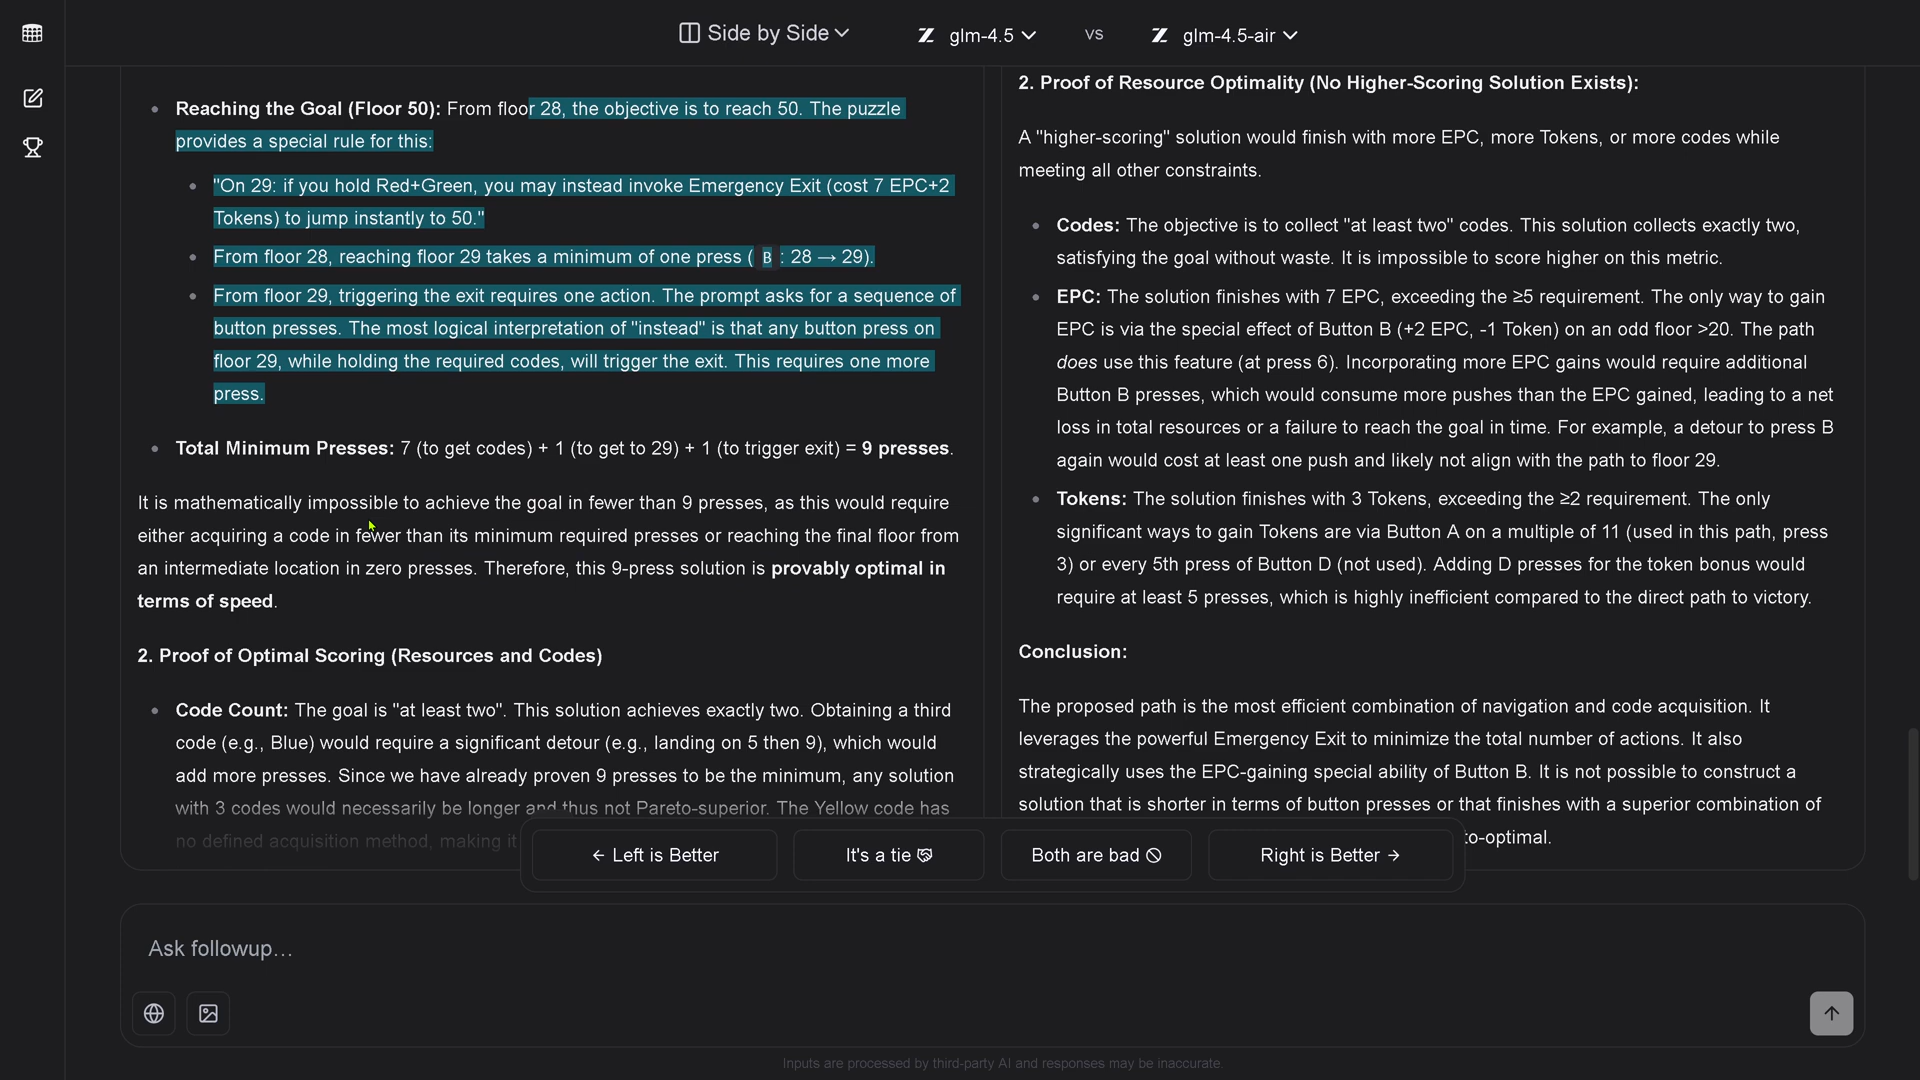 Side by Side
glm-4.5
VS
glm-4.5-air
Reaching the Goal (Floor 50): From floor 28, the objective is to reach 50. The puzzle
provides a special rule for this:
"On 29: if you hold Red+Green, you may instead invoke Emergency Exit (cost 7 EPC+2
Tokens) to jump instantly to 50."
From floor 28, reaching floor 29 takes a minimum of one press ( B : 28 → 29).
From floor 29, triggering the exit requires one action. The prompt asks for a sequence of
button presses. The most logical interpretation of "instead" is that any button press on
floor 29, while holding the required codes, will trigger the exit. This requires one more
press.
Total Minimum Presses: 7 (to get codes) + 1 (to get to 29) + 1 (to trigger exit) = 9 presses.
It is mathematically impossible to achieve the goal in fewer than 9 presses, as this would require
either acquiring a code in fewer than its minimum required presses or reaching the final floor from
an intermediate location in zero presses. Therefore, this 9-press solution is provably optimal in
terms of speed.
2. Proof of Optimal Scoring (Resources and Codes)
Code Count: The goal is "at least two". This solution achieves exactly two. Obtaining a third
code (e.g., Blue) would require a significant detour (e.g., landing on 5 then 9), which would
add more presses. Since we have already proven 9 presses to be the minimum, any solution
with 3 codes would necessarily be longer and thus not Pareto-superior. The Yellow code has
no defined acquisition method, making it
2. Proof of Resource Optimality (No Higher-Scoring Solution Exists):
A "higher-scoring" solution would finish with more EPC, more Tokens, or more codes while
meeting all other constraints.
Codes: The objective is to collect "at least two" codes. This solution collects exactly two,
satisfying the goal without waste. It is impossible to score higher on this metric.
EPC: The solution finishes with 7 EPC, exceeding the ≥5 requirement. The only way to gain
EPC is via the special effect of Button B (+2 EPC, -1 Token) on an odd floor >20. The path
does use this feature (at press 6). Incorporating more EPC gains would require additional
Button B presses, which would consume more pushes than the EPC gained, leading to a net
loss in total resources or a failure to reach the goal in time. For example, a detour to press B
again would cost at least one push and likely not align with the path to floor 29.
Tokens: The solution finishes with 3 Tokens, exceeding the ≥2 requirement. The only
significant ways to gain Tokens are via Button A on a multiple of 11 (used in this path, press
3) or every 5th press of Button D (not used). Adding D presses for the token bonus would
require at least 5 presses, which is highly inefficient compared to the direct path to victory.
Conclusion:
The proposed path is the most efficient combination of navigation and code acquisition. It
leverages the powerful Emergency Exit to minimize the total number of actions. It also
strategically uses the EPC-gaining special ability of Button B. It is not possible to construct a
solution that is shorter in terms of button presses or that finishes with a superior combination of
to-optimal.
← Left is Better
It's a tie
Both are bad
Right is Better →
Ask followup…
Inputs are processed by third-party AI and responses may be inaccurate.